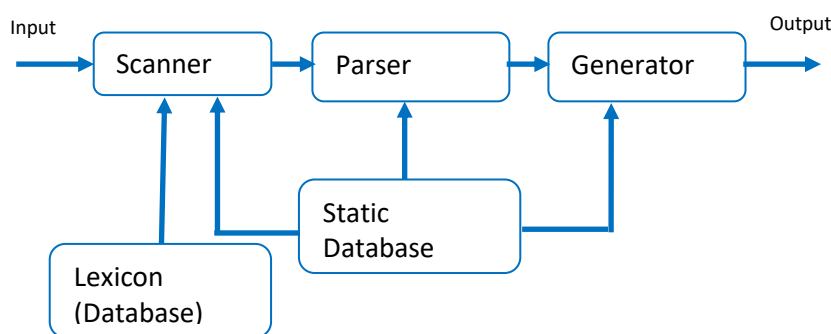 Input
Output
Scanner
Parser
Generator
Static
Database
Lexicon
(Database)